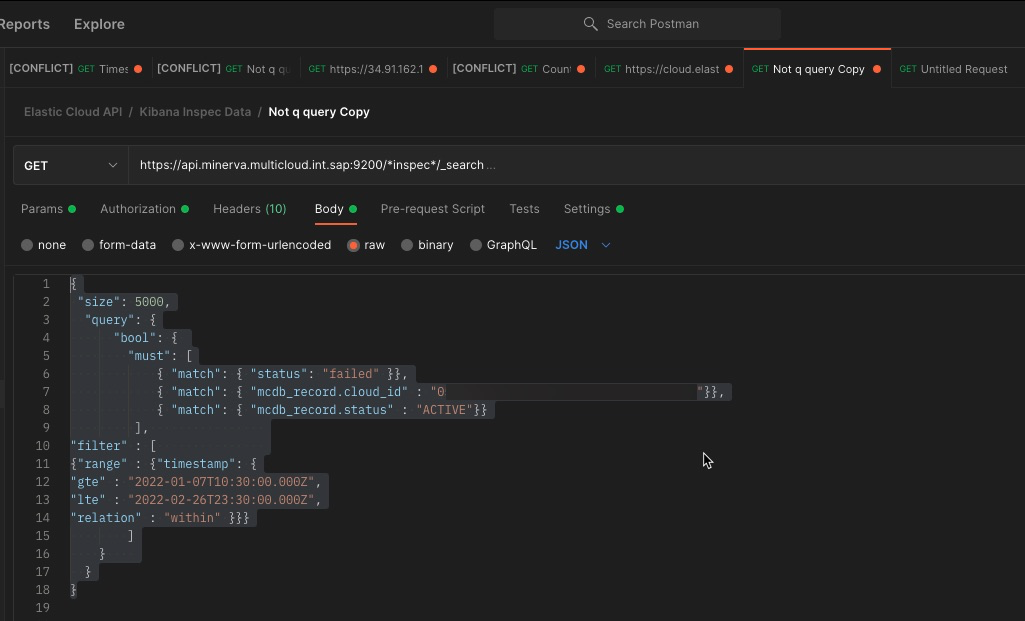 Reports Explore Search Postman
[CONFLICT] GET Times [CONFLICT] GET Not q qu GET https://34.91.162.1 [CONFLICT] GET Count GET https://cloud.elast GET Not q query Copy GET Untitled Request
Elastic Cloud API / Kibana Inspec Data / Not q query Copy
GET https://api.minerva.multicloud.int.sap:9200/*inspec*/_search ...
Params Authorization Headers (10) Body Pre-request Script Tests Settings
none form-data x-www-form-urlencoded raw binary GraphQL JSON
1 {
2 "size": 5000,
3 "query": {
4 "bool": {
5 "must": [
6 { "match": { "status": "failed" }},
7 { "match": { "mcdb_record.cloud_id" : "0 "}},
8 { "match": { "mcdb_record.status" : "ACTIVE"}}
9 ],
10 "filter" : [
11 {"range" : {"timestamp": {
12 "gte" : "2022-01-07T10:30:00.000Z",
13 "lte" : "2022-02-26T23:30:00.000Z",
14 "relation" : "within" }}}
15 ]
16 }
17 }
18 }
19